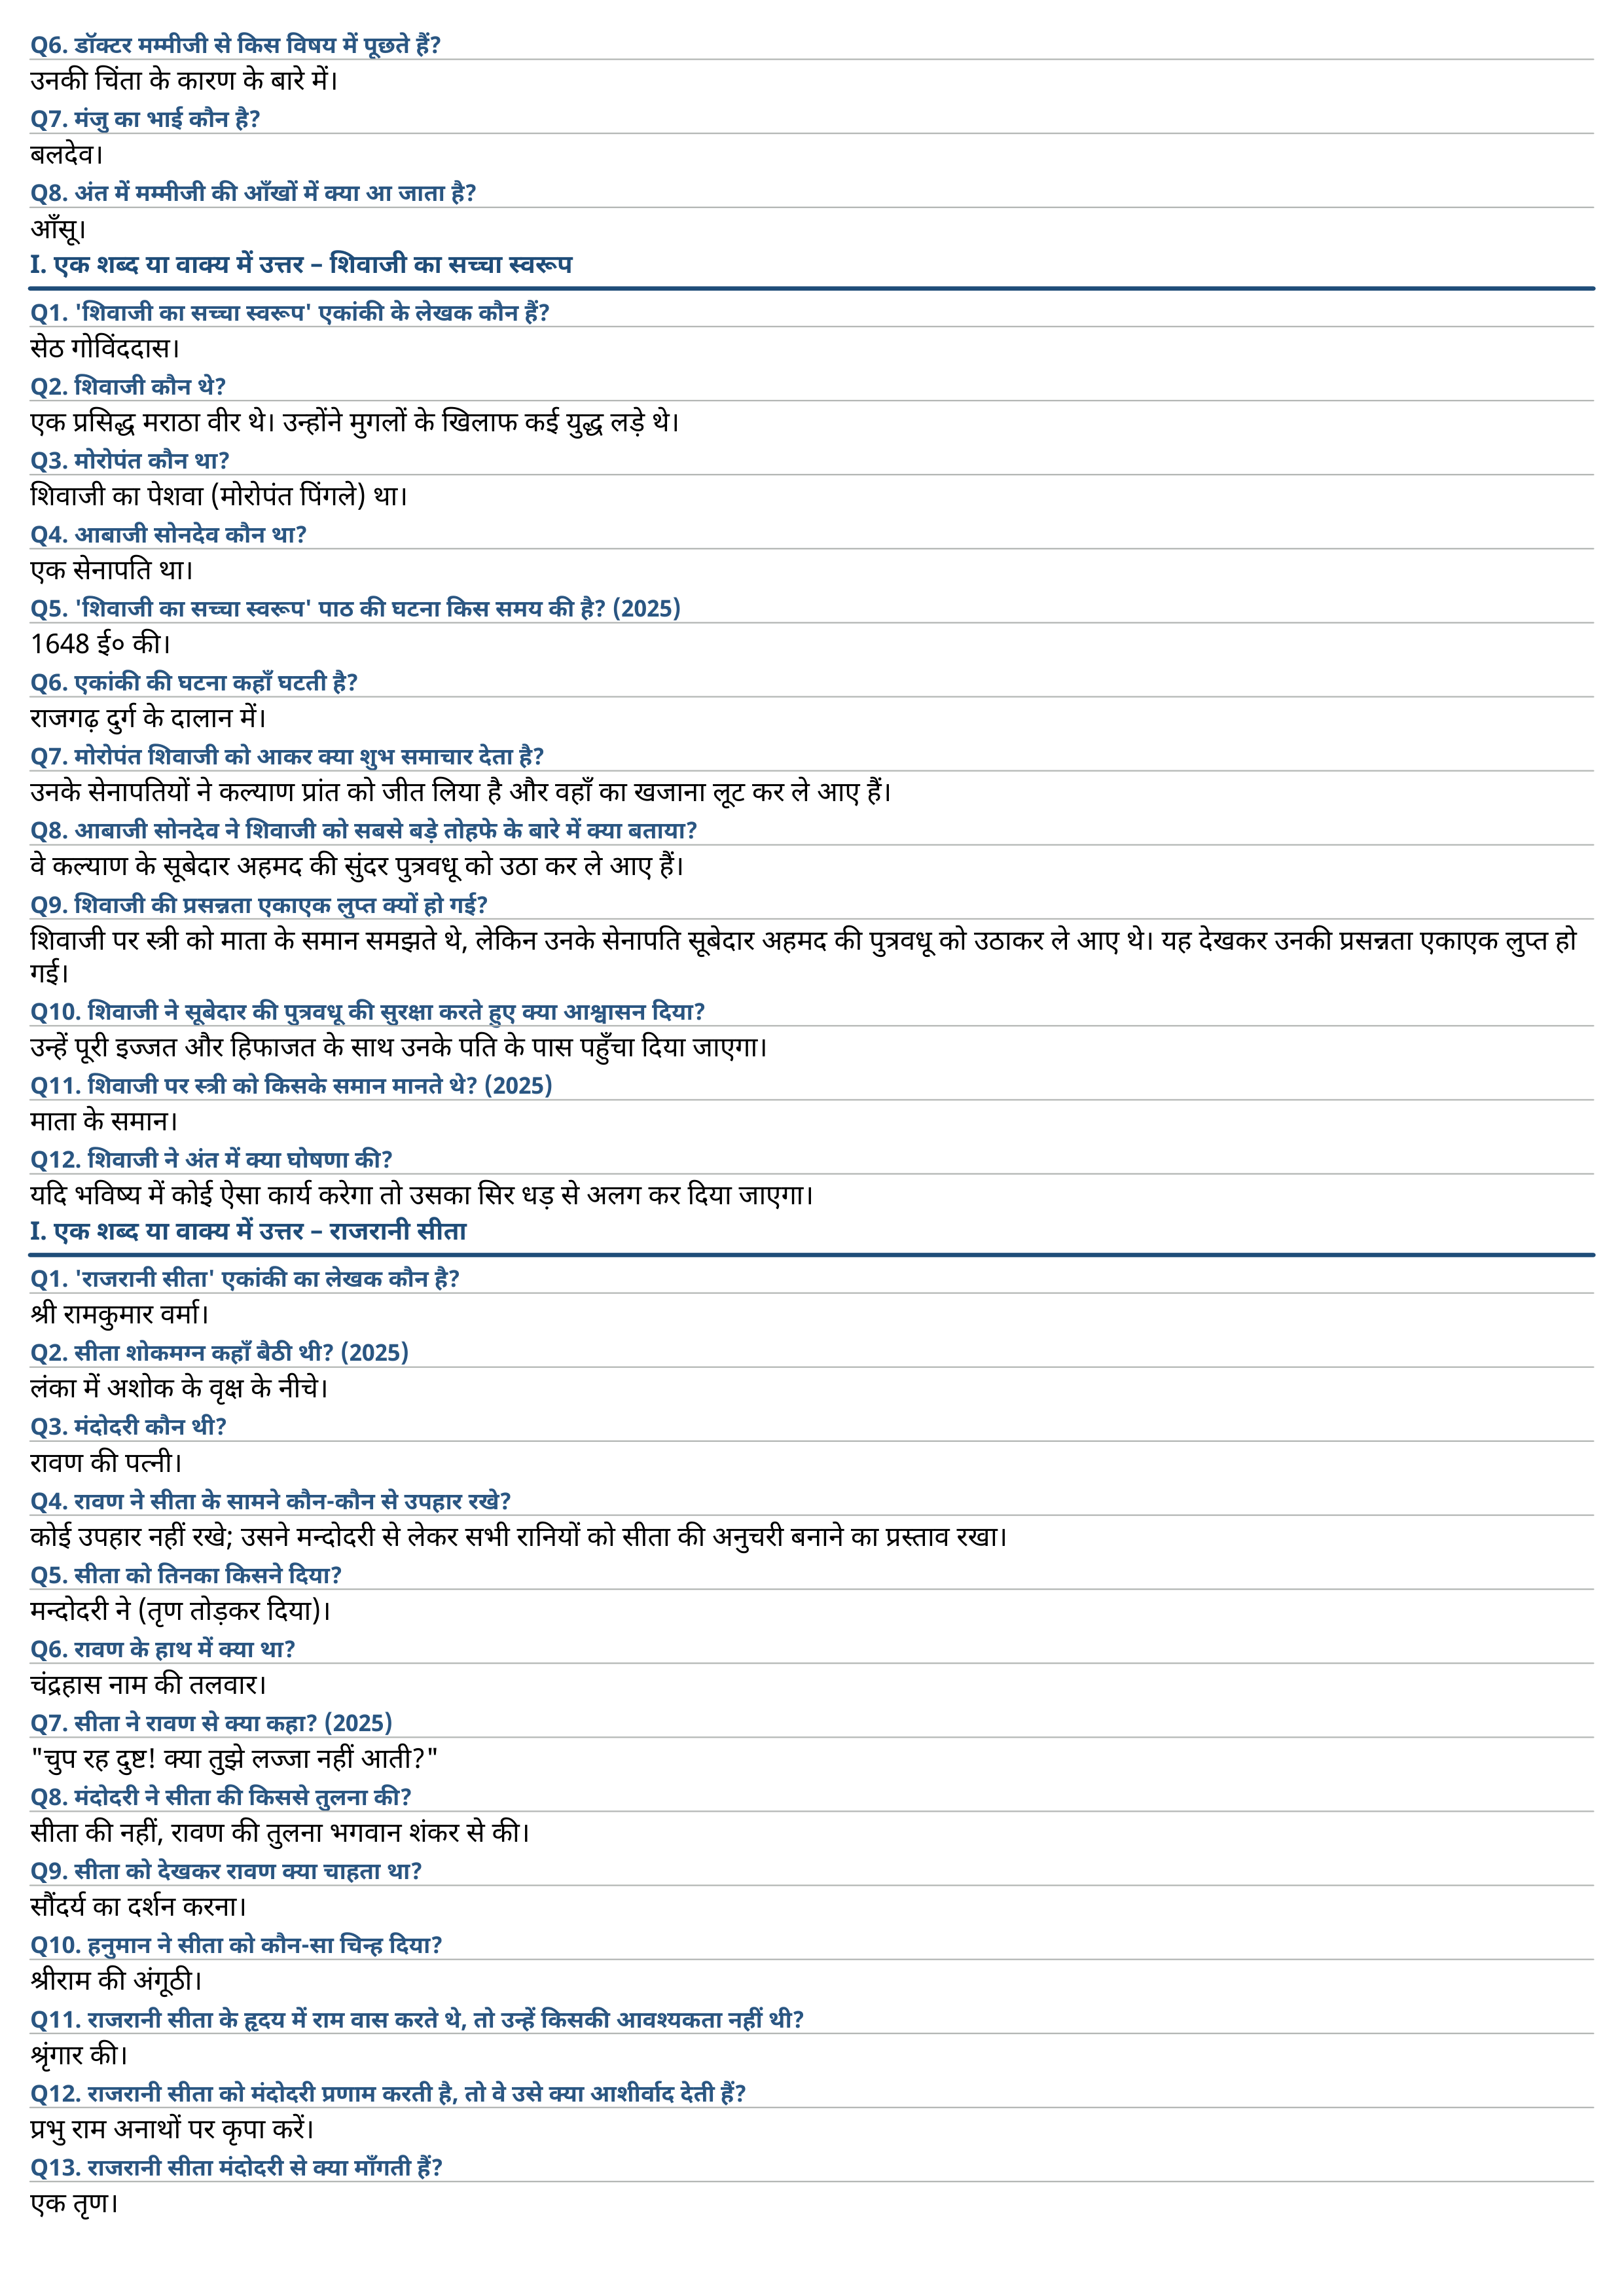 Q6. डॉक्टर मम्मीजी से किस विषय में पूछते हैं?
उनकी चिंता के कारण के बारे में।
Q7. मंजु का भाई कौन है?
बलदेव।
Q8. अंत में मम्मीजी की आँखों में क्या आ जाता है?
आँसू।
I. एक शब्द या वाक्य में उत्तर – शिवाजी का सच्चा स्वरूप
Q1. 'शिवाजी का सच्चा स्वरूप' एकांकी के लेखक कौन हैं?
सेठ गोविंददास।
Q2. शिवाजी कौन थे?
एक प्रसिद्ध मराठा वीर थे। उन्होंने मुगलों के खिलाफ कई युद्ध लड़े थे।
Q3. मोरोपंत कौन था?
शिवाजी का पेशवा (मोरोपंत पिंगले) था।
Q4. आबाजी सोनदेव कौन था?
एक सेनापति था।
Q5. 'शिवाजी का सच्चा स्वरूप' पाठ की घटना किस समय की है? (2025)
1648 ई० की।
Q6. एकांकी की घटना कहाँ घटती है?
राजगढ़ दुर्ग के दालान में।
Q7. मोरोपंत शिवाजी को आकर क्या शुभ समाचार देता है?
उनके सेनापतियों ने कल्याण प्रांत को जीत लिया है और वहाँ का खजाना लूट कर ले आए हैं।
Q8. आबाजी सोनदेव ने शिवाजी को सबसे बड़े तोहफे के बारे में क्या बताया?
वे कल्याण के सूबेदार अहमद की सुंदर पुत्रवधू को उठा कर ले आए हैं।
Q9. शिवाजी की प्रसन्नता एकाएक लुप्त क्यों हो गई?
शिवाजी पर स्त्री को माता के समान समझते थे, लेकिन उनके सेनापति सूबेदार अहमद की पुत्रवधू को उठाकर ले आए थे। यह देखकर उनकी प्रसन्नता एकाएक लुप्त हो
गई।
Q10. शिवाजी ने सूबेदार की पुत्रवधू की सुरक्षा करते हुए क्या आश्वासन दिया?
उन्हें पूरी इज्जत और हिफाजत के साथ उनके पति के पास पहुँचा दिया जाएगा।
Q11. शिवाजी पर स्त्री को किसके समान मानते थे? (2025)
माता के समान।
Q12. शिवाजी ने अंत में क्या घोषणा की?
यदि भविष्य में कोई ऐसा कार्य करेगा तो उसका सिर धड़ से अलग कर दिया जाएगा।
I. एक शब्द या वाक्य में उत्तर – राजरानी सीता
Q1. 'राजरानी सीता' एकांकी का लेखक कौन है?
श्री रामकुमार वर्मा।
Q2. सीता शोकमग्न कहाँ बैठी थी? (2025)
लंका में अशोक के वृक्ष के नीचे।
Q3. मंदोदरी कौन थी?
रावण की पत्नी।
Q4. रावण ने सीता के सामने कौन-कौन से उपहार रखे?
कोई उपहार नहीं रखे; उसने मन्दोदरी से लेकर सभी रानियों को सीता की अनुचरी बनाने का प्रस्ताव रखा।
Q5. सीता को तिनका किसने दिया?
मन्दोदरी ने (तृण तोड़कर दिया)।
Q6. रावण के हाथ में क्या था?
चंद्रहास नाम की तलवार।
Q7. सीता ने रावण से क्या कहा? (2025)
"चुप रह दुष्ट! क्या तुझे लज्जा नहीं आती?"
Q8. मंदोदरी ने सीता की किससे तुलना की?
सीता की नहीं, रावण की तुलना भगवान शंकर से की।
Q9. सीता को देखकर रावण क्या चाहता था?
सौंदर्य का दर्शन करना।
Q10. हनुमान ने सीता को कौन-सा चिन्ह दिया?
श्रीराम की अंगूठी।
Q11. राजरानी सीता के हृदय में राम वास करते थे, तो उन्हें किसकी आवश्यकता नहीं थी?
श्रृंगार की।
Q12. राजरानी सीता को मंदोदरी प्रणाम करती है, तो वे उसे क्या आशीर्वाद देती हैं?
प्रभु राम अनाथों पर कृपा करें।
Q13. राजरानी सीता मंदोदरी से क्या माँगती हैं?
एक तृण।